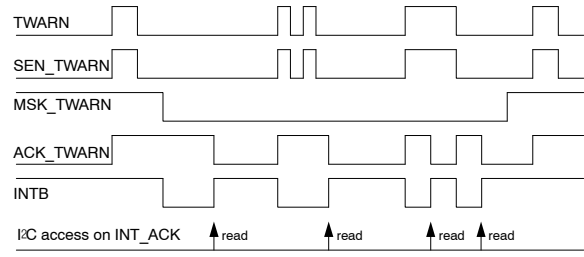 TWARN
SEN_TWARN
MSK_TWARN
ACK_TWARN
INTB
I2C access on INT_ACK read read read read